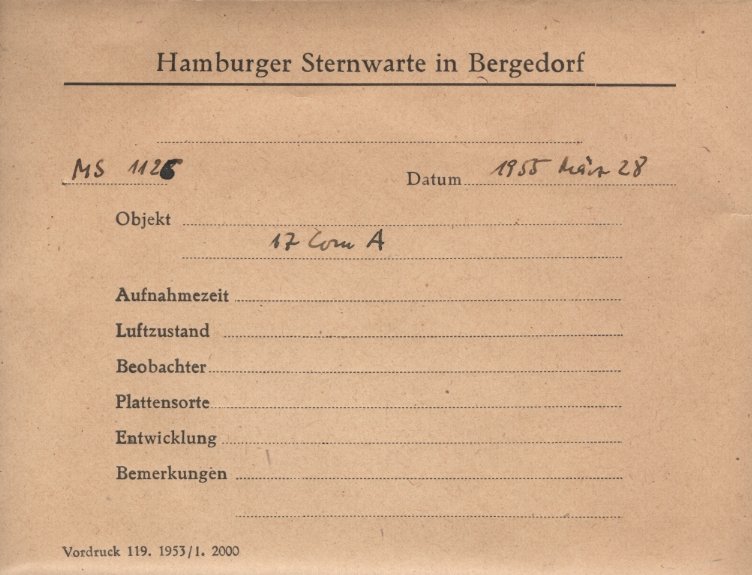 Hamburger Sternwarte in Bergedorf
MS 1126 Datum 1955 März 28
Objekt
17 Com A
Aufnahmezeit
Luftzustand
Beobachter
Plattensorte
Entwicklung
Bemerkungen
Vordruck 119. 1953/1. 2000